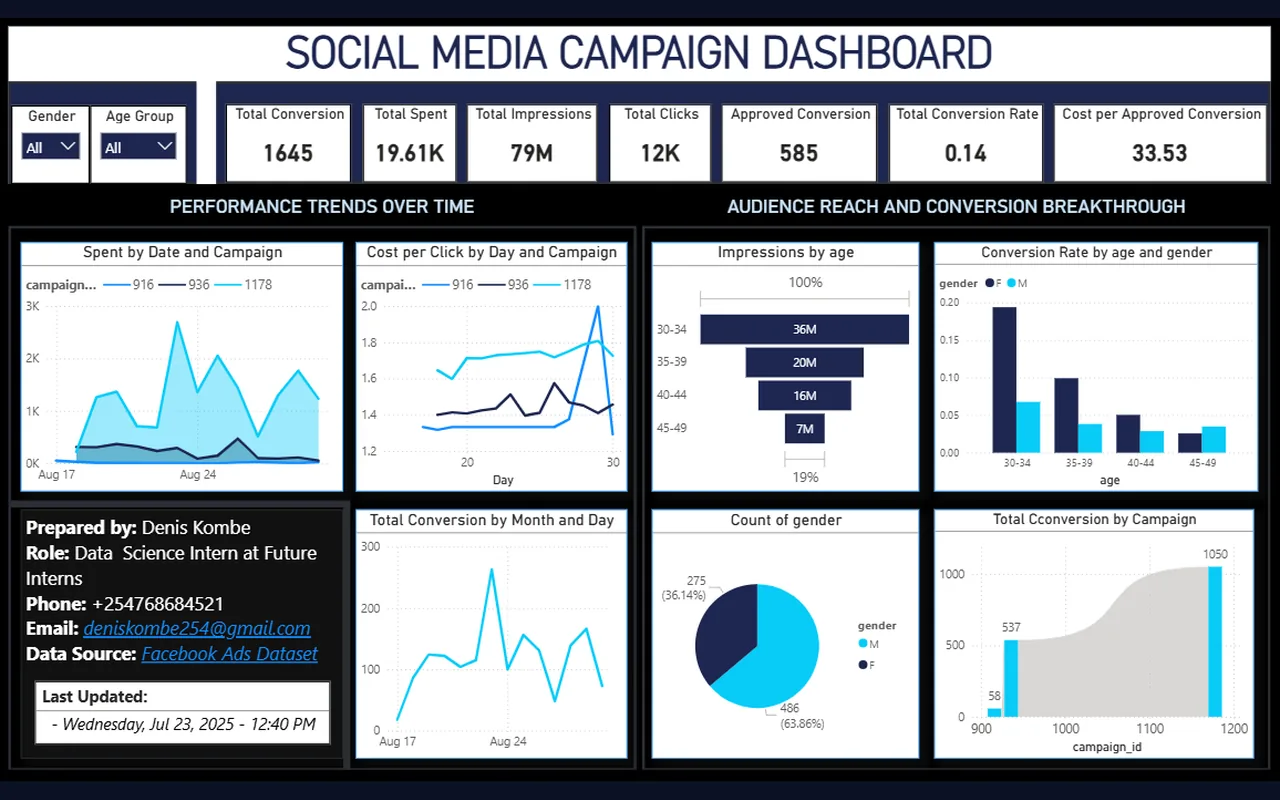 SOCIAL MEDIA CAMPAIGN DASHBOARD
Gender
All
Age Group
All
Total Conversion
1645
Total Spent
19.61K
Total Impressions
79M
Total Clicks
12K
Approved Conversion
585
Total Conversion Rate
0.14
Cost per Approved Conversion
33.53
PERFORMANCE TRENDS OVER TIME
AUDIENCE REACH AND CONVERSION BREAKTHROUGH
Spent by Date and Campaign
campaign... 916 936 1178
3K
2K
1K
0K
Aug 17 Aug 24
Cost per Click by Day and Campaign
campai... 916 936 1178
2.0
1.8
1.6
1.4
1.2
20 30
Day
Impressions by age
100%
30-34 36M
35-39 20M
40-44 16M
45-49 7M
19%
Conversion Rate by age and gender
gender F M
0.20
0.15
0.10
0.05
0.00
30-34 35-39 40-44 45-49
age
Prepared by: Denis Kombe
Role: Data Science Intern at Future
Interns
Phone: +254768684521
Email: deniskombe254@gmail.com
Data Source: Facebook Ads Dataset
Last Updated:
- Wednesday, Jul 23, 2025 - 12:40 PM
Total Conversion by Month and Day
300
200
100
0
Aug 17 Aug 24
Count of gender
275
(36.14%)
486
(63.86%)
gender
M
F
Total Cconversion by Campaign
1000
500
0
58
537
1050
900 1000 1100 1200
campaign_id